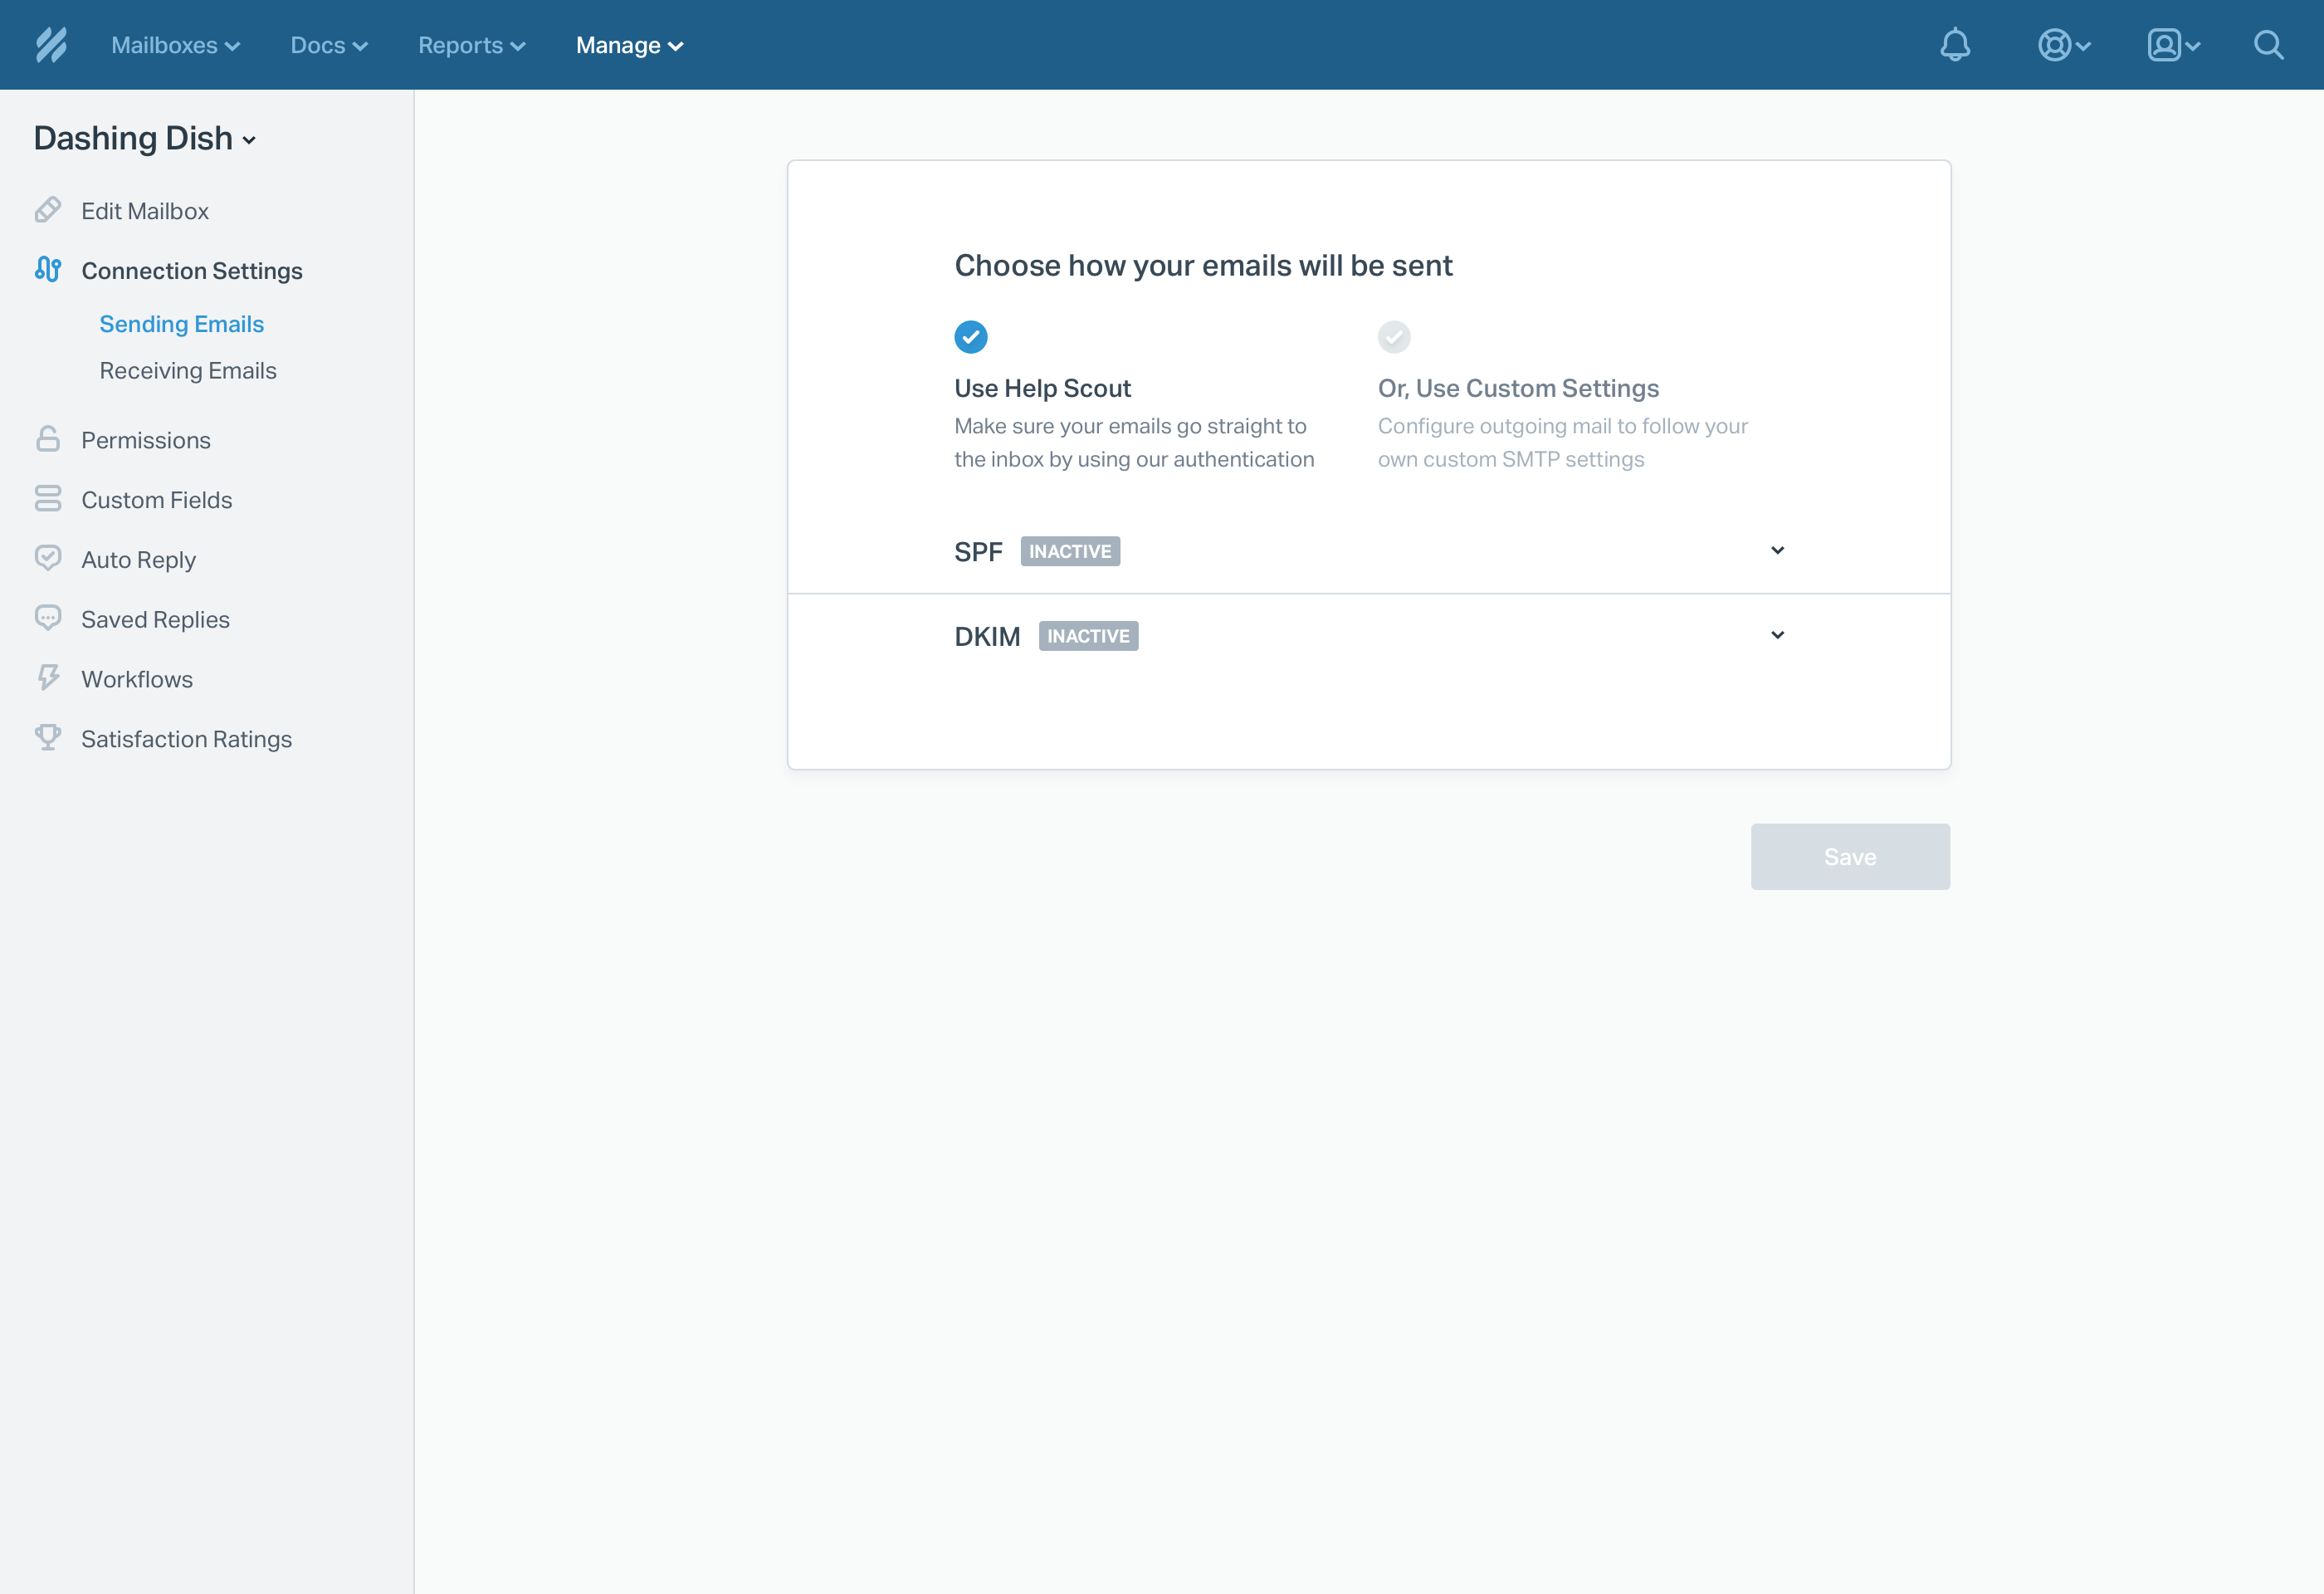 Mailboxes Docs Reports Manage
Dashing Dish
Edit Mailbox
Connection Settings
Sending Emails
Receiving Emails
Permissions
Custom Fields
Auto Reply
Saved Replies
Workflows
Satisfaction Ratings
Choose how your emails will be sent
Use Help Scout
Make sure your emails go straight to
the inbox by using our authentication
Or, Use Custom Settings
Configure outgoing mail to follow your
own custom SMTP settings
SPF INACTIVE
DKIM INACTIVE
Save